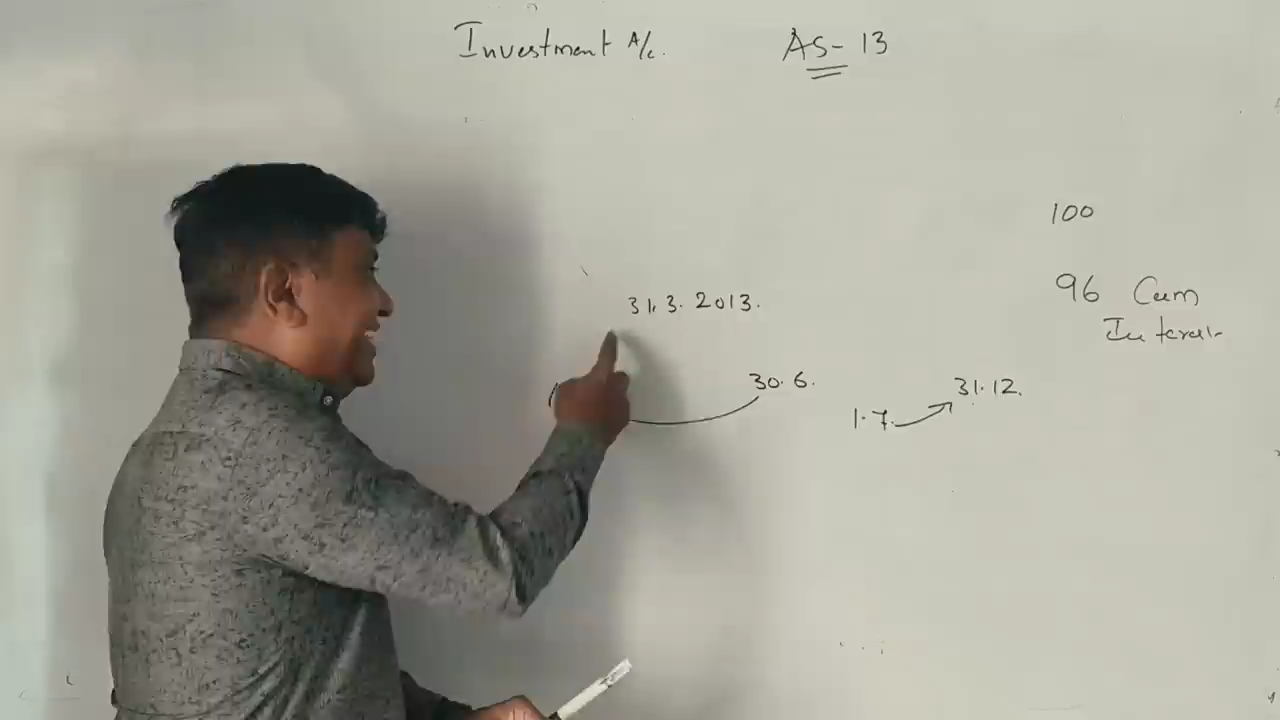 Investment A/c. AS-13
100
31.3.2013.
96 Cum
Interest
30.6. 31.12.
1.7.